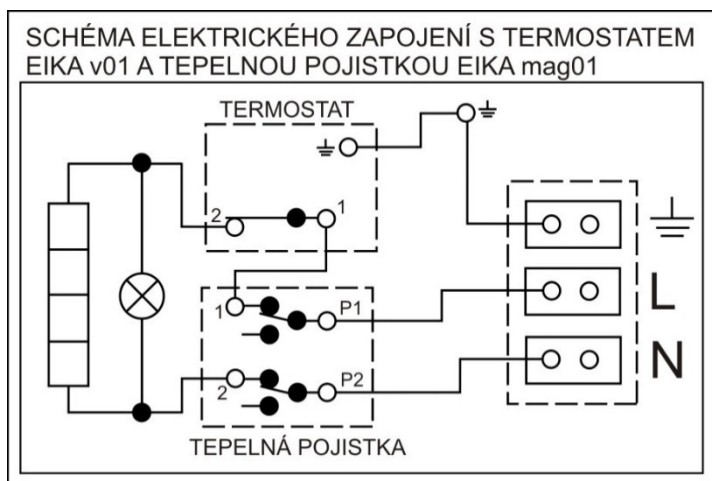 SCHÉMA ELEKTRICKÉHO ZAPOJENÍ S TERMOSTATEM
EIKA v01 A TEPELNOU POJISTKOU EIKA mag01
TERMOSTAT
2
1
1
P1
L
2
P2
N
TEPELNÁ POJISTKA